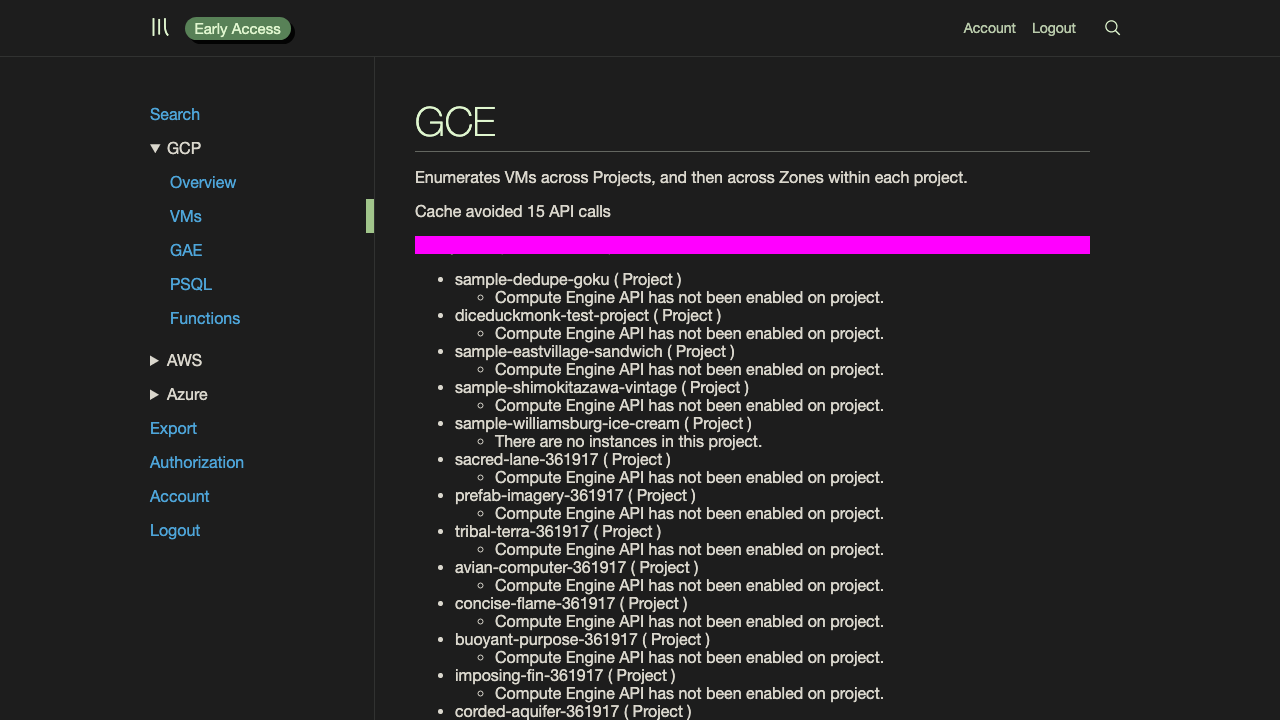 Early Access
Account
Logout
Search
GCP
Overview
VMs
GAE
PSQL
Functions
AWS
Azure
Export
Authorization
Account
Logout
GCE
Enumerates VMs across Projects, and then across Zones within each project.
Cache avoided 15 API calls
sample-dedupe-goku ( Project )
Compute Engine API has not been enabled on project.
diceduckmonk-test-project ( Project )
Compute Engine API has not been enabled on project.
sample-eastvillage-sandwich ( Project )
Compute Engine API has not been enabled on project.
sample-shimokitazawa-vintage ( Project )
Compute Engine API has not been enabled on project.
sample-williamsburg-ice-cream ( Project )
There are no instances in this project.
sacred-lane-361917 ( Project )
Compute Engine API has not been enabled on project.
prefab-imagery-361917 ( Project )
Compute Engine API has not been enabled on project.
tribal-terra-361917 ( Project )
Compute Engine API has not been enabled on project.
avian-computer-361917 ( Project )
Compute Engine API has not been enabled on project.
concise-flame-361917 ( Project )
Compute Engine API has not been enabled on project.
buoyant-purpose-361917 ( Project )
Compute Engine API has not been enabled on project.
imposing-fin-361917 ( Project )
Compute Engine API has not been enabled on project.
corded-aquifer-361917 ( Project )